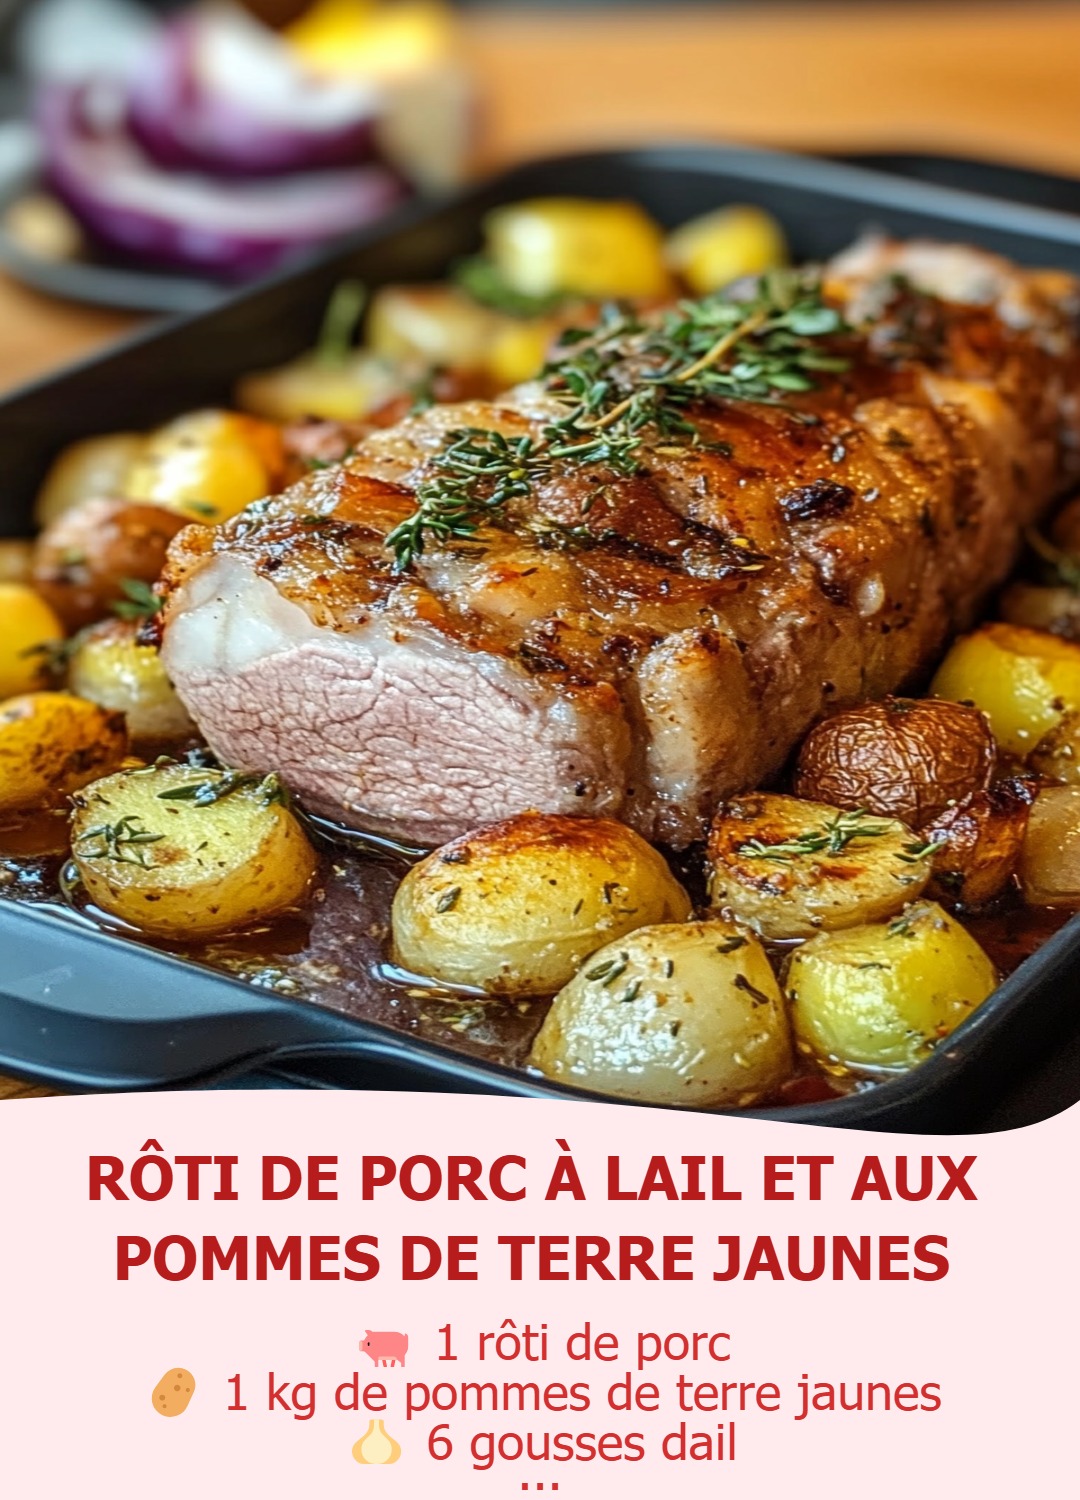 RÔTI DE PORC À LAIL ET AUX
POMMES DE TERRE JAUNES
1 rôti de porc
1 kg de pommes de terre jaunes
6 gousses dail
...